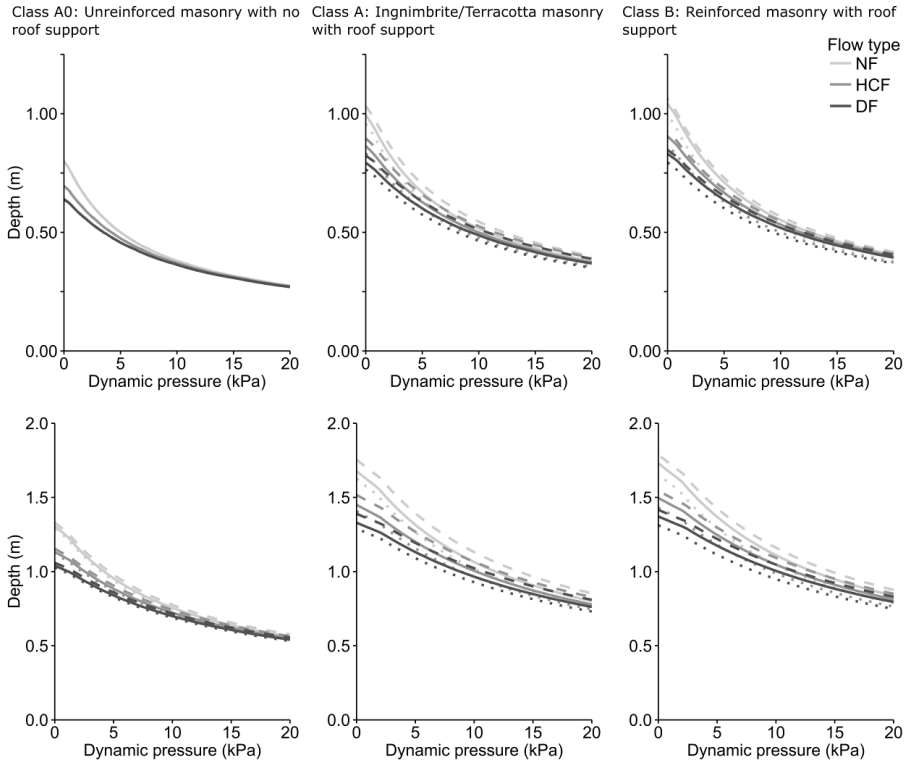 Class A0: Unreinforced masonry with no
roof support
Class A: Ingnimbrite/Terracotta masonry
with roof support
Class B: Reinforced masonry with roof
support
Flow type
NF
HCF
DF
Depth (m)
1.00
0.50
0.00
0 5 10 15 20
Dynamic pressure (kPa)
1.00
0.50
0.00
0 5 10 15 20
Dynamic pressure (kPa)
1.00
0.50
0.00
0 5 10 15 20
Dynamic pressure (kPa)
Depth (m)
2.0
1.5
1.0
0.5
0.0
0 5 10 15 20
Dynamic pressure (kPa)
2.0
1.5
1.0
0.5
0.0
0 5 10 15 20
Dynamic pressure (kPa)
2.0
1.5
1.0
0.5
0.0
0 5 10 15 20
Dynamic pressure (kPa)